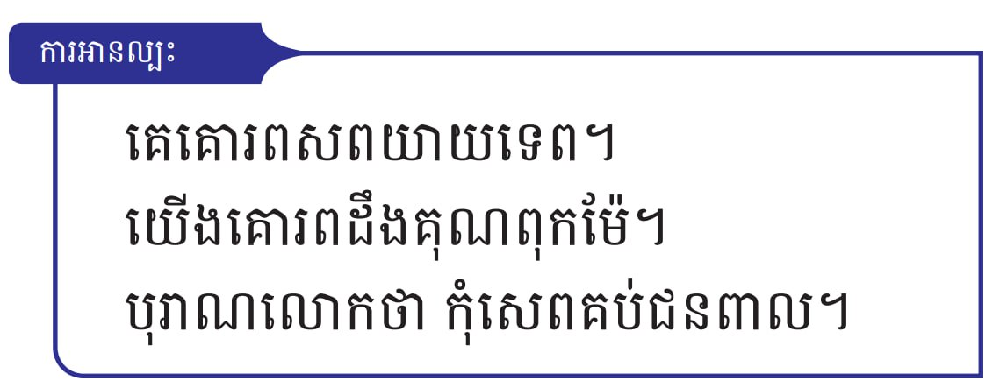 ការអានល្បះ
គេគោរពសពយាយទេព។
យើងគោរពដឹងគុណពុកម៉ែ។
បុរាណលោកថា កុំសេពគប់ជនពាល។